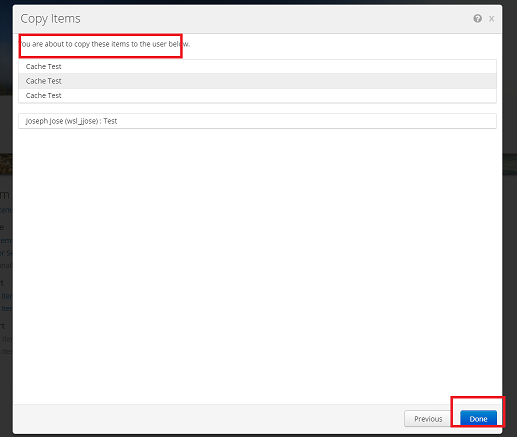 Copy Items
? x
You are about to copy these items to the user below.
Cache Test
Cache Test
Cache Test
Joseph Jose (wsl_jjose) : Test
Previous
Done